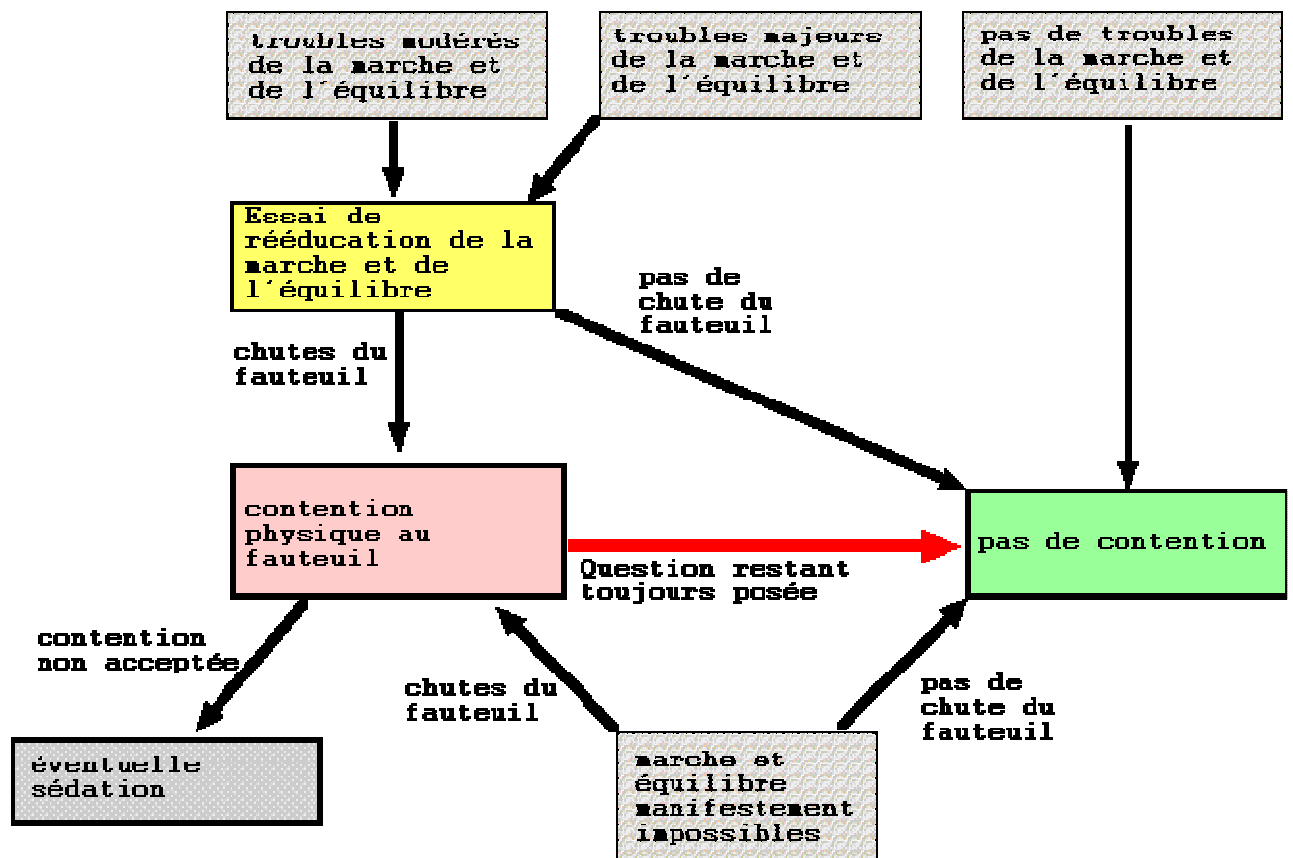 troubles modérés
de la marche et
de l'équilibre
troubles majeurs
de la marche et
de l'équilibre
pas de troubles
de la marche et
de l'équilibre
Essai de
rééducation de la
marche et de
l'équilibre
pas de
chute du
fauteuil
chutes du
fauteuil
contention
physique au
fauteuil
pas de contention
Question restant
toujours posée
contention
non acceptée
chutes du
fauteuil
pas de
chute du
fauteuil
éventuelle
sédation
marche et
équilibre
manifestement
impossibles